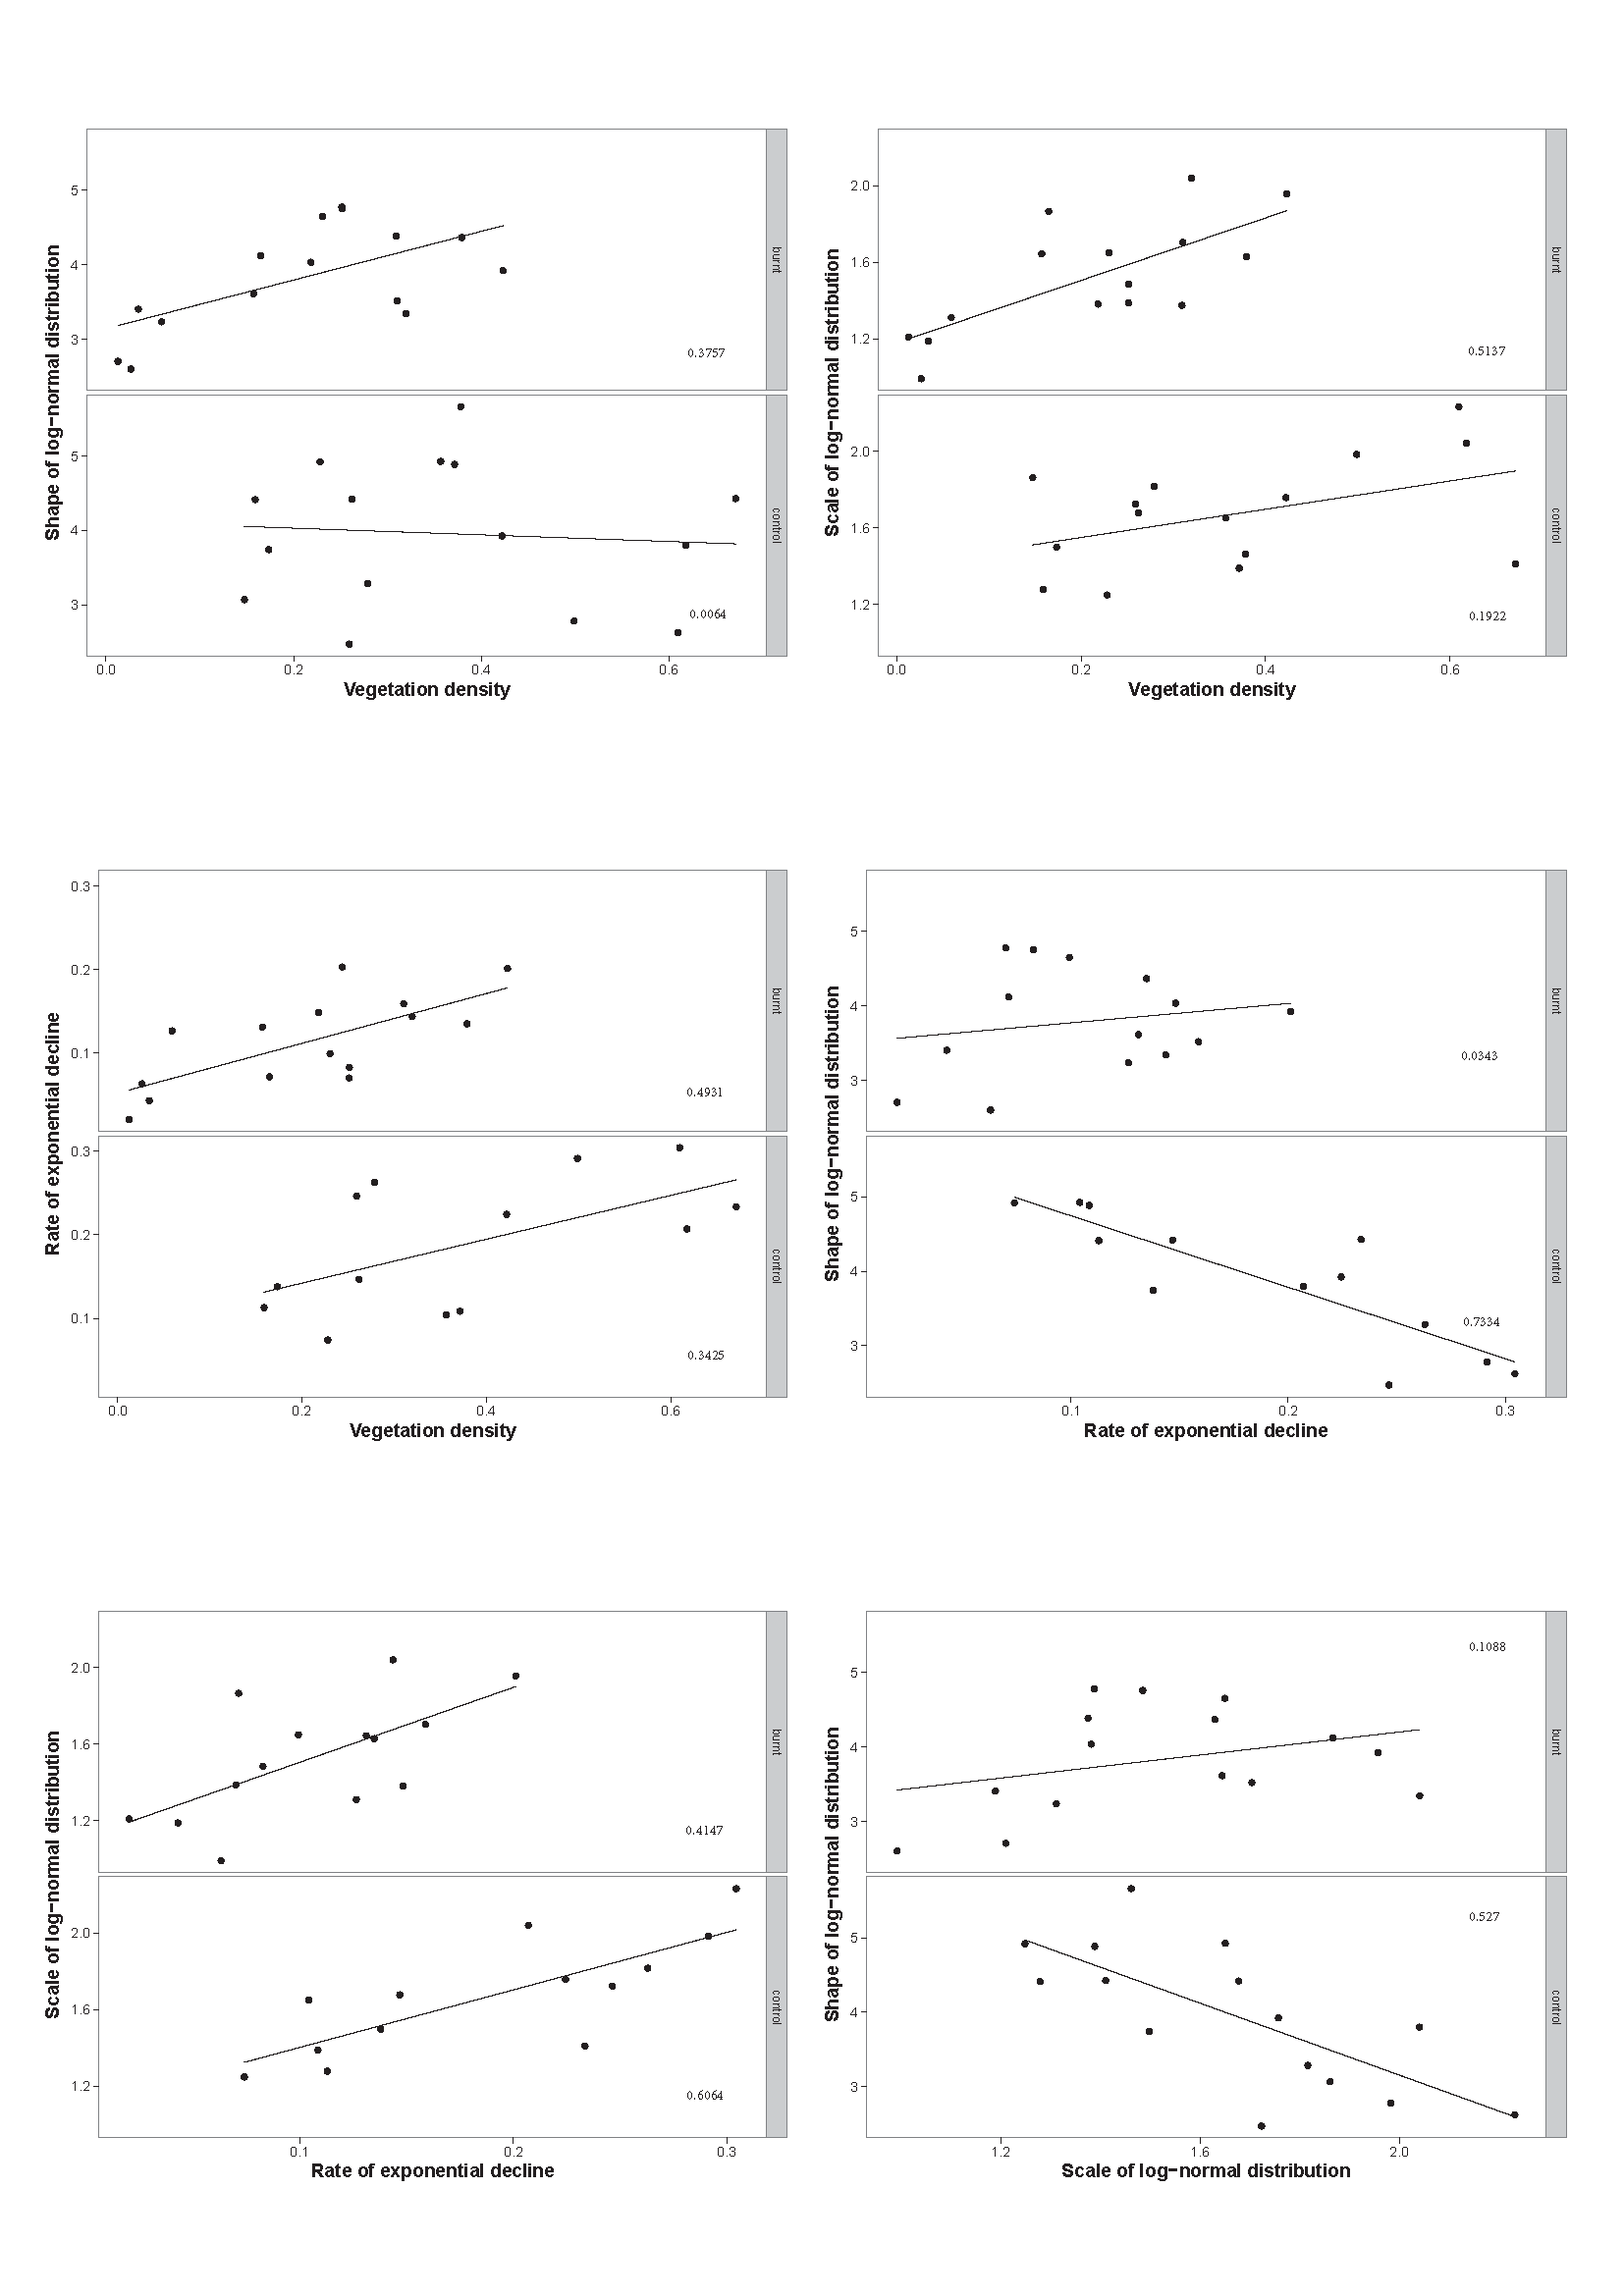 Shape of log−normal distribution
5
4
3
0.3757
burnt
5
4
3
0.0064
control
0.0
0.2
0.4
0.6
Vegetation density
Scale of log−normal distribution
2.0
1.6
1.2
0.5137
burnt
2.0
1.6
1.2
0.1922
control
0.0
0.2
0.4
0.6
Vegetation density
Rate of exponential decline
0.3
0.2
0.1
0.4931
burnt
0.3
0.2
0.1
0.3425
control
0.0
0.2
0.4
0.6
Vegetation density
Shape of log−normal distribution
5
4
3
0.0343
burnt
5
4
3
0.7334
control
0.1
0.2
0.3
Rate of exponential decline
Scale of log−normal distribution
2.0
1.6
1.2
0.4147
burnt
2.0
1.6
1.2
0.6064
control
0.1
0.2
0.3
Rate of exponential decline
Shape of log−normal distribution
0.1088
5
4
3
burnt
0.527
5
4
3
control
1.2
1.6
2.0
Scale of log−normal distribution